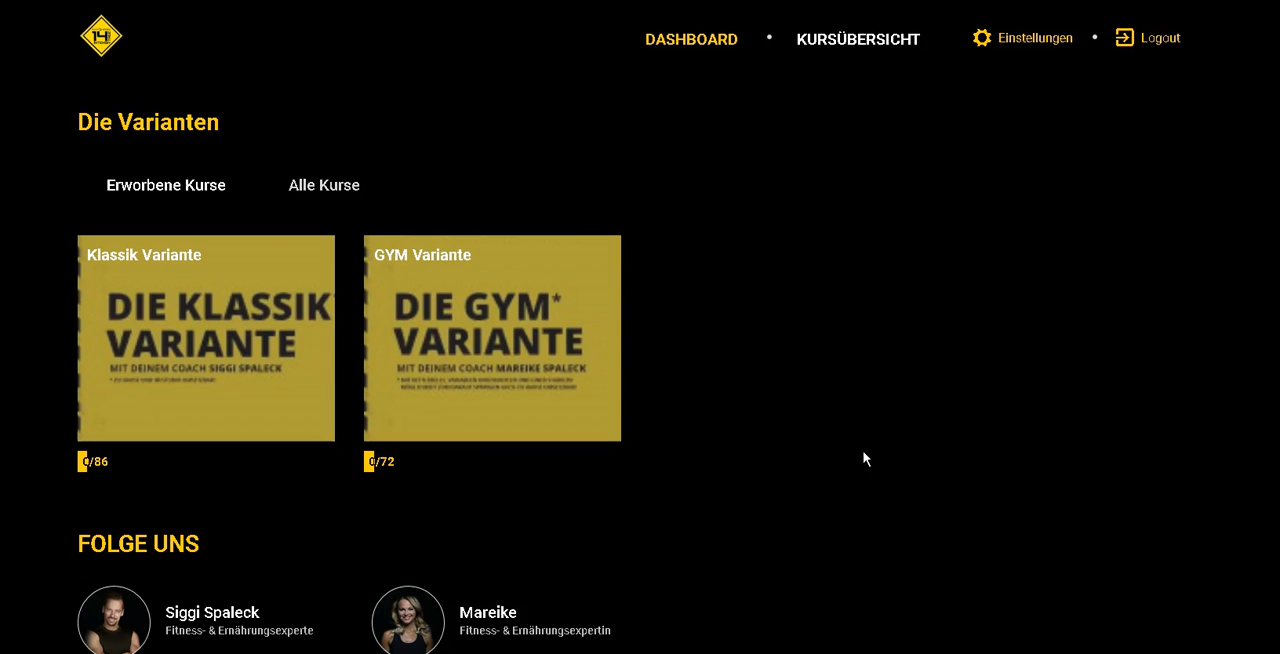 14
DASHBOARD
KURSÜBERSICHT
Einstellungen
Logout
Die Varianten
Erworbene Kurse
Alle Kurse
Klassik Variante
DIE KLASSIK
VARIANTE
MIT DEINEM COACH SIGGI SPALECK
GYM Variante
DIE GYM*
VARIANTE
MIT DEINEM COACH MAREIKE SPALECK
0/86
0/72
FOLGE UNS
Siggi Spaleck
Fitness- & Ernährungsexperte
Mareike
Fitness- & Ernährungsexpertin